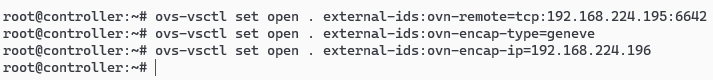 root@controller:~# ovs-vsctl set open . external-ids:ovn-remote=tcp:192.168.224.195:6642
root@controller:~# ovs-vsctl set open . external-ids:ovn-encap-type=geneve
root@controller:~# ovs-vsctl set open . external-ids:ovn-encap-ip=192.168.224.196
root@controller:~#